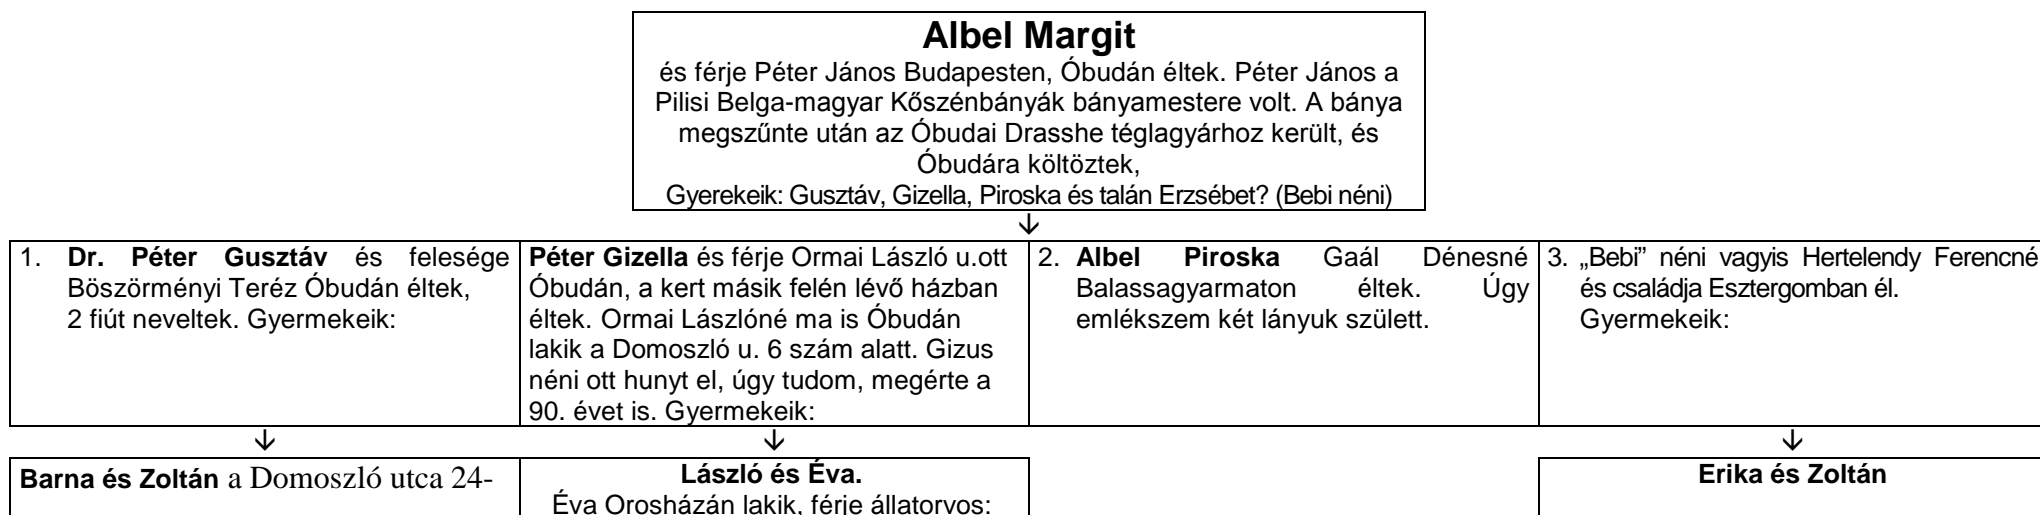 Albel Margit
és férje Péter János Budapesten, Óbudán éltek. Péter János a
Pilisi Belga-magyar Kőszénbányák bányamestere volt. A bánya
megszűnte után az Óbudai Drasshe téglagyárhoz került, és
Óbudára költöztek,
Gyerekeik: Gusztáv, Gizella, Piroska és talán Erzsébet? (Bebi néni)
1. Dr. Péter Gusztáv és felesége
Böszörményi Teréz Óbudán éltek,
2 fiút neveltek. Gyermekeik:
Péter Gizella és férje Ormai László u.ott
Óbudán, a kert másik felén lévő házban
éltek. Ormai Lászlóné ma is Óbudán
lakik a Domoszló u. 6 szám alatt. Gizus
néni ott hunyt el, úgy tudom, megérte a
90. évet is. Gyermekeik:
2. Albel Piroska Gaál Dénesné
Balassagyarmaton éltek. Úgy
emlékszem két lányuk született.
3. „Bebi” néni vagyis Hertelendy Ferencné
és családja Esztergomban él.
Gyermekeik:
Barna és Zoltán a Domoszló utca 24-
László és Éva.
Éva Orosházán lakik, férje állatorvos:
Erika és Zoltán